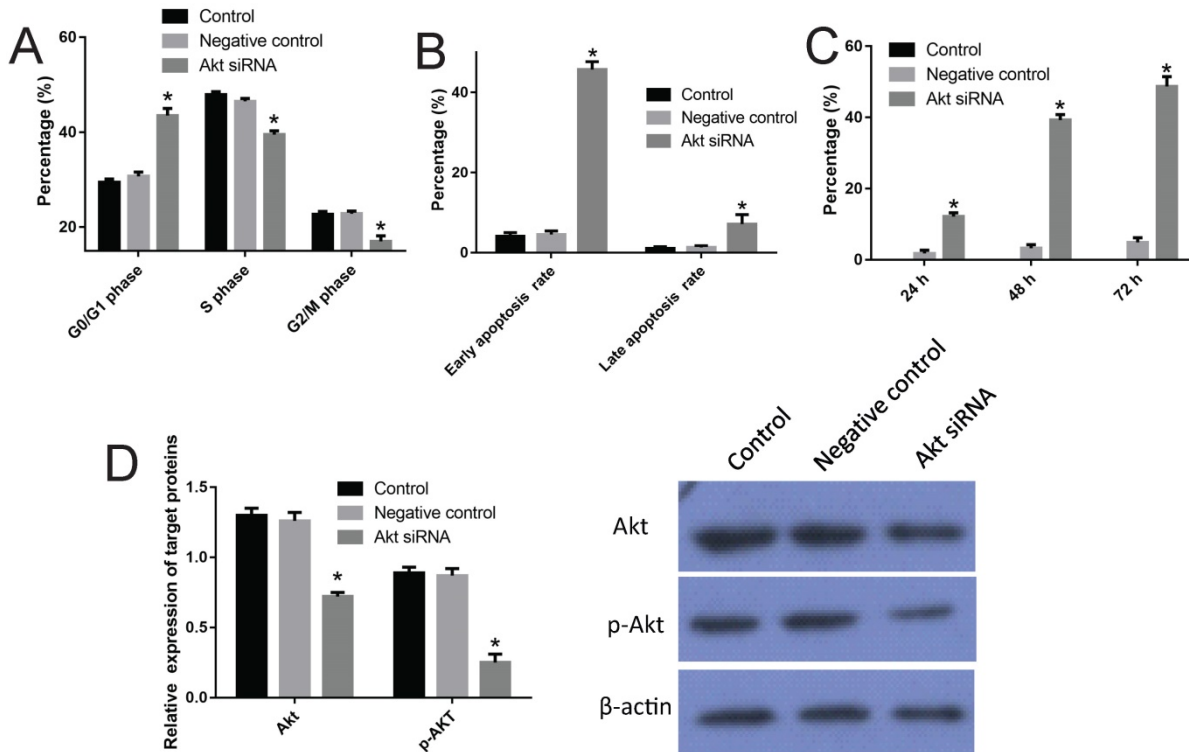 A
Control
Negative control
Akt siRNA
Percentage (%)
60
40
20
*
*
*
G0/G1 phase
S phase
G2/M phase
B
Control
Negative control
Akt siRNA
Percentage (%)
40
20
0
*
*
Early apoptosis rate
Late apoptosis rate
C
Control
Negative control
Akt siRNA
Percentage (%)
60
40
20
0
*
*
*
24 h
48 h
72 h
D
Control
Negative control
Akt siRNA
Relative expression of target proteins
1.5
1.0
0.5
0.0
*
*
Akt
p-AKT
Control
Negative control
Akt siRNA
Akt
p-Akt
β-actin